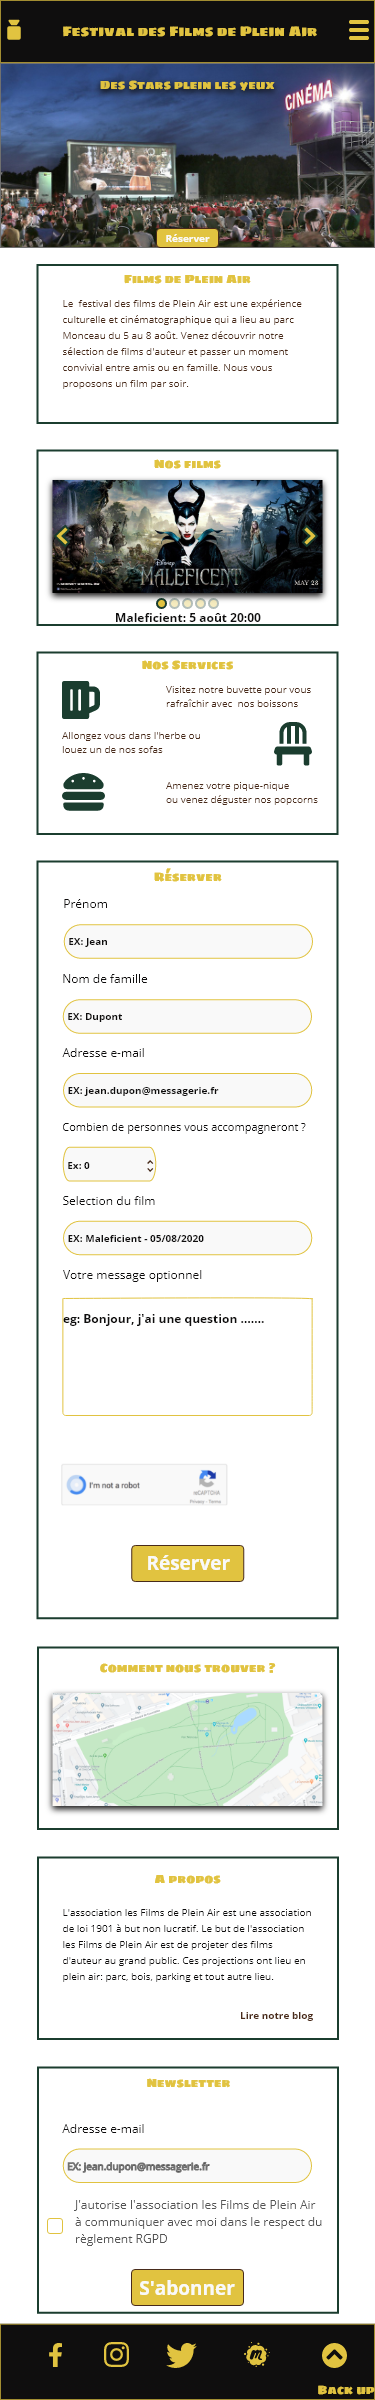 Festival des Films de Plein Air
Des Stars plein les yeux
CINÉMA
Réserver
Films de Plein Air
Le festival des films de Plein Air est une expérience
culturelle et cinématographique qui a lieu au parc
Monceau du 5 au 8 août. Venez découvrir notre
sélection de films d'auteur et passer un moment
convivial entre amis ou en famille. Nous vous
proposons un film par soir.
Nos films
Disney
MALEFICENT
MAY 28
Maleficient: 5 août 20:00
Nos Services
Visitez notre buvette pour vous
rafraîchir avec nos boissons
Allongez vous dans l'herbe ou
louez un de nos sofas
Amenez votre pique-nique
ou venez déguster nos popcorns
Réserver
Prénom
EX: Jean
Nom de famille
EX: Dupont
Adresse e-mail
EX: jean.dupon@messagerie.fr
Combien de personnes vous accompagneront ?
Ex: 0
Selection du film
EX: Maleficient - 05/08/2020
Votre message optionnel
eg: Bonjour, j'ai une question .......
I'm not a robot
reCAPTCHA
Privacy - Terms
Réserver
Comment nous trouver ?
A propos
L'association les Films de Plein Air est une association
de loi 1901 à but non lucratif. Le but de l'association
les Films de Plein Air est de projeter des films
d'auteur au grand public. Ces projections ont lieu en
plein air: parc, bois, parking et tout autre lieu.
Lire notre blog
Newsletter
Adresse e-mail
EX: jean.dupon@messagerie.fr
J'autorise l'association les Films de Plein Air
à communiquer avec moi dans le respect du
règlement RGPD
S'abonner
Back up